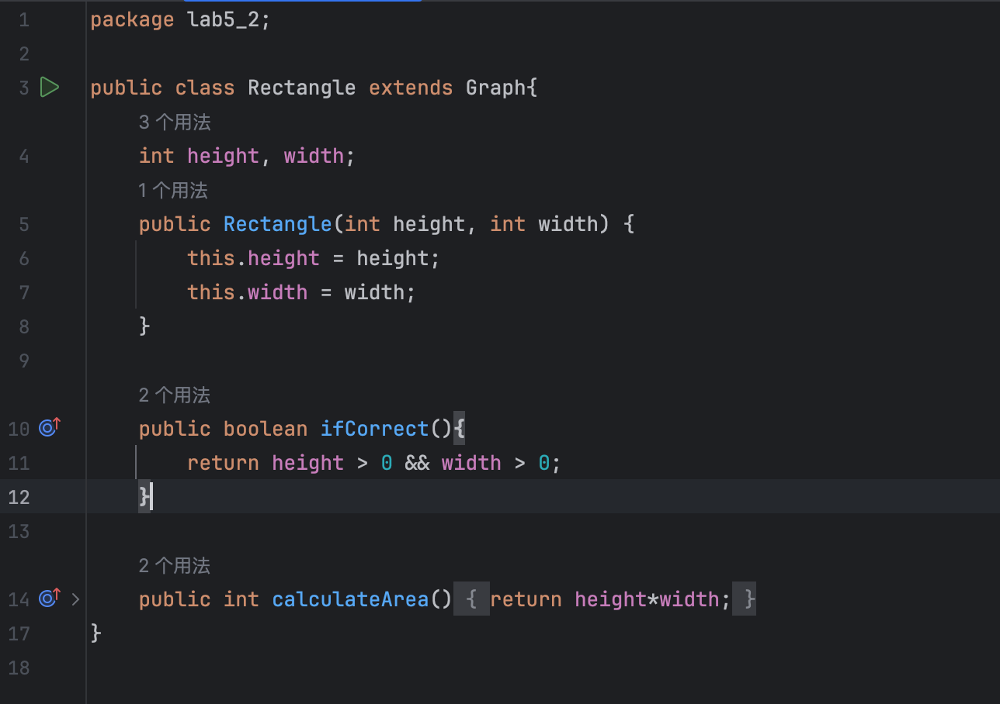 1 package lab5_2;
2
3 public class Rectangle extends Graph{
3 个用法
4 int height, width;
1 个用法
5 public Rectangle(int height, int width) {
6 this.height = height;
7 this.width = width;
8 }
9
2 个用法
10 public boolean ifCorrect(){
11 return height > 0 && width > 0;
12 }
13
2 个用法
14 public int calculateArea() { return height*width; }
17 }
18